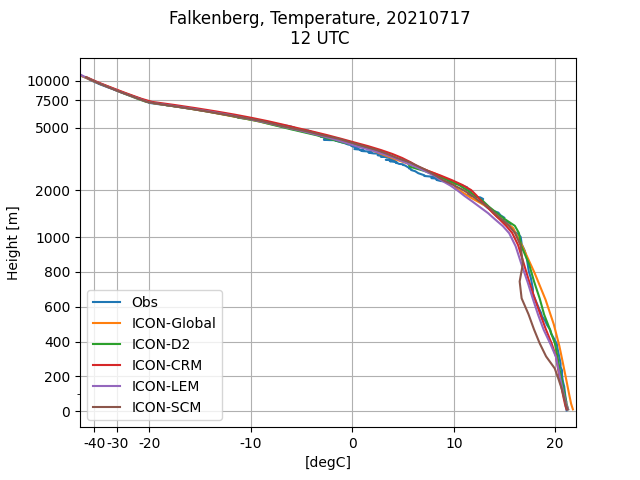 Falkenberg, Temperature, 20210717
12 UTC
10000
7500
5000
2000
1000
800
600
400
200
0
Height [m]
Obs
ICON-Global
ICON-D2
ICON-CRM
ICON-LEM
ICON-SCM
-40 -30 -20 -10 0 10 20
[degC]